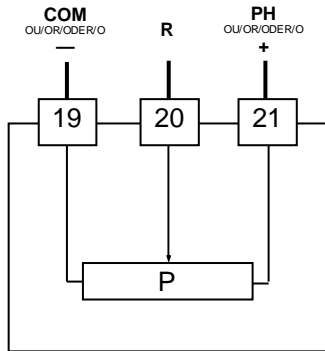 COM
OU/OR/ODER/O
—
R
PH
OU/OR/ODER/O
+
19
20
21
P